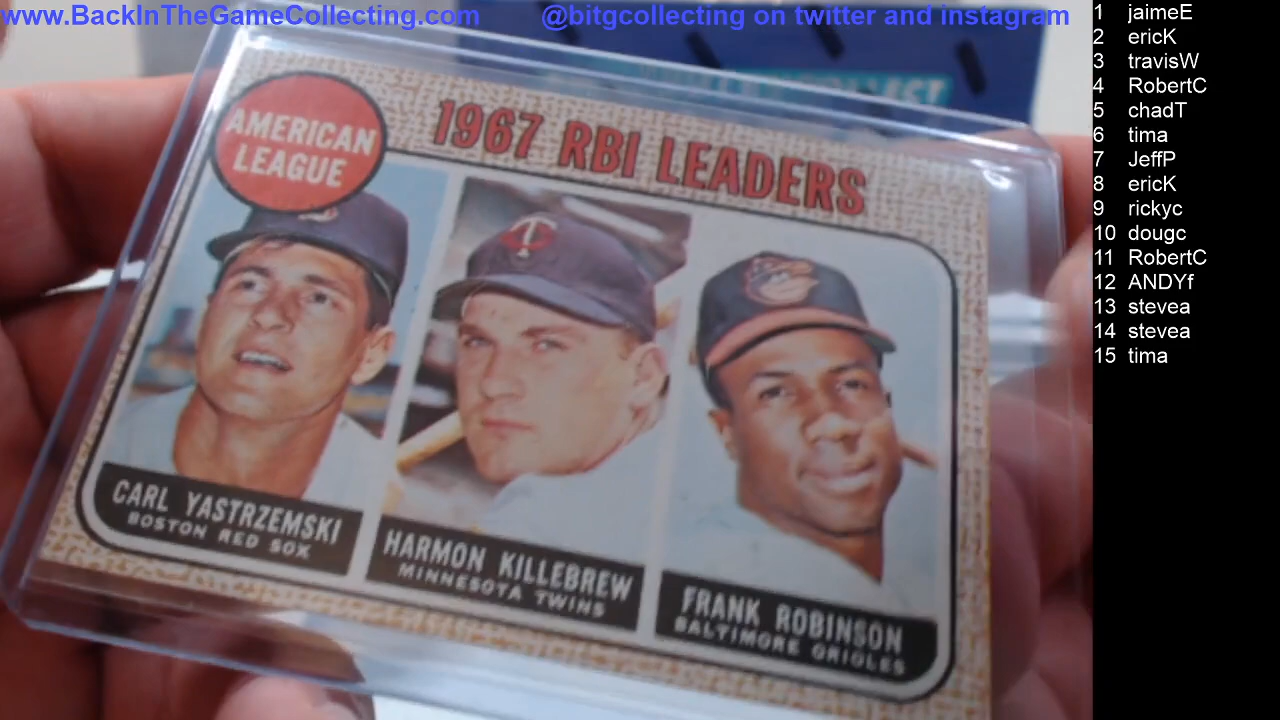 www.BackInTheGameCollecting.com
@bitgcollecting on twitter and instagram
AMERICAN
LEAGUE
1967 RBI LEADERS
CARL YASTRZEMSKI
BOSTON RED SOX
HARMON KILLEBREW
MINNESOTA TWINS
FRANK ROBINSON
BALTIMORE ORIOLES
1 jaimeE
2 ericK
3 travisW
4 RobertC
5 chadT
6 tima
7 JeffP
8 ericK
9 rickyc
10 dougc
11 RobertC
12 ANDYf
13 stevea
14 stevea
15 tima